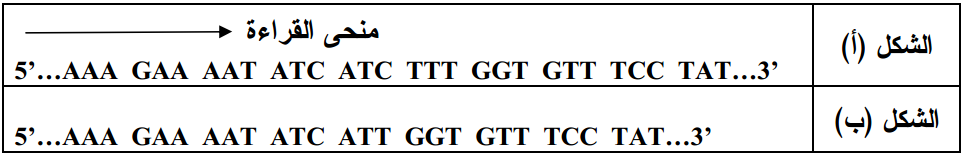 الشكل (أ)
منحى القراءة
5’…AAA GAA AAT ATC ATC TTT GGT GTT TCC TAT…3’
الشكل (ب)
5’…AAA GAA AAT ATC ATT GGT GTT TCC TAT…3’